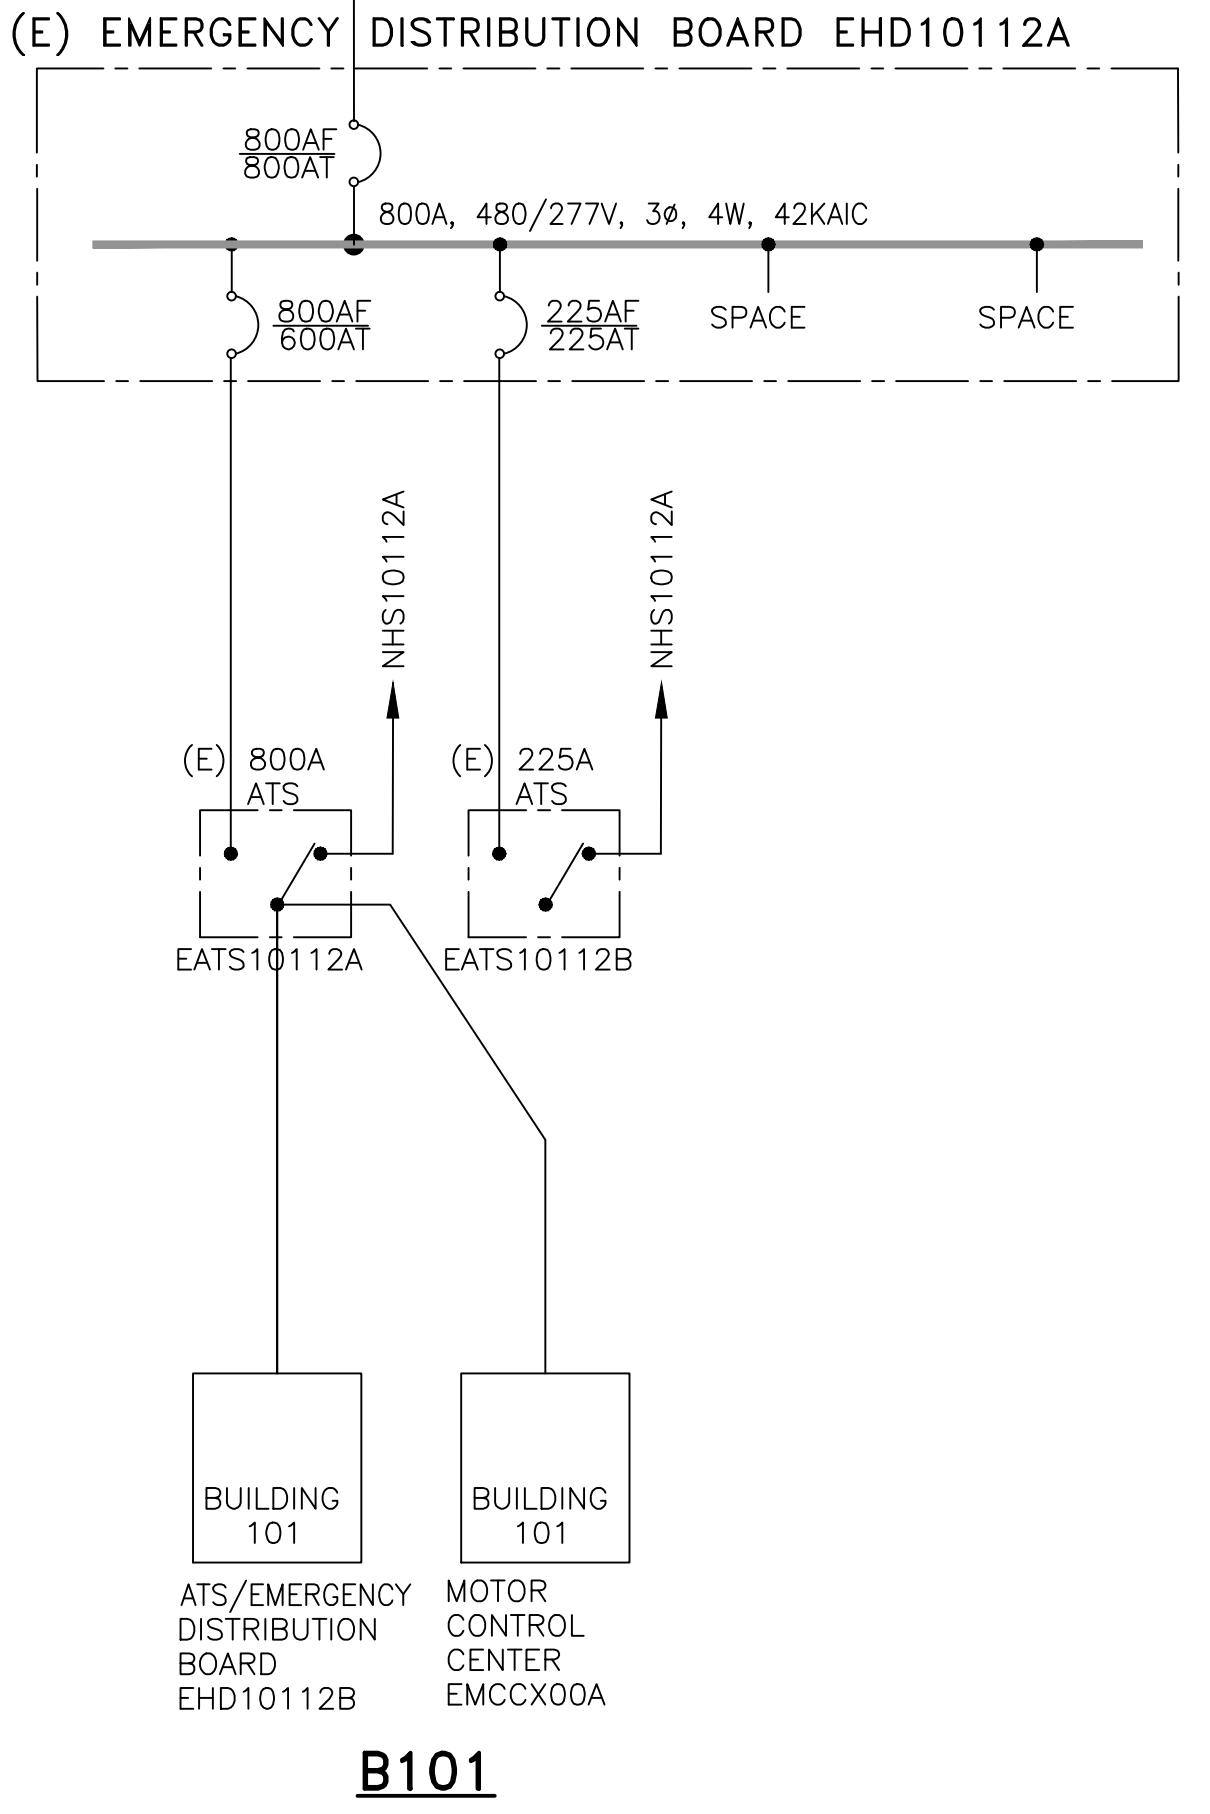 (E) EMERGENCY DISTRIBUTION BOARD EHD10112A
800AF
800AT
800A, 480/277V, 3ø, 4W, 42KAIC
800AF
600AT
225AF
225AT
SPACE
SPACE
NHS10112A
NHS10112A
(E) 800A
ATS
(E) 225A
ATS
EATS10112A
EATS10112B
BUILDING
101
BUILDING
101
ATS/EMERGENCY
DISTRIBUTION
BOARD
EHD10112B
MOTOR
CONTROL
CENTER
EMCCX00A
B101